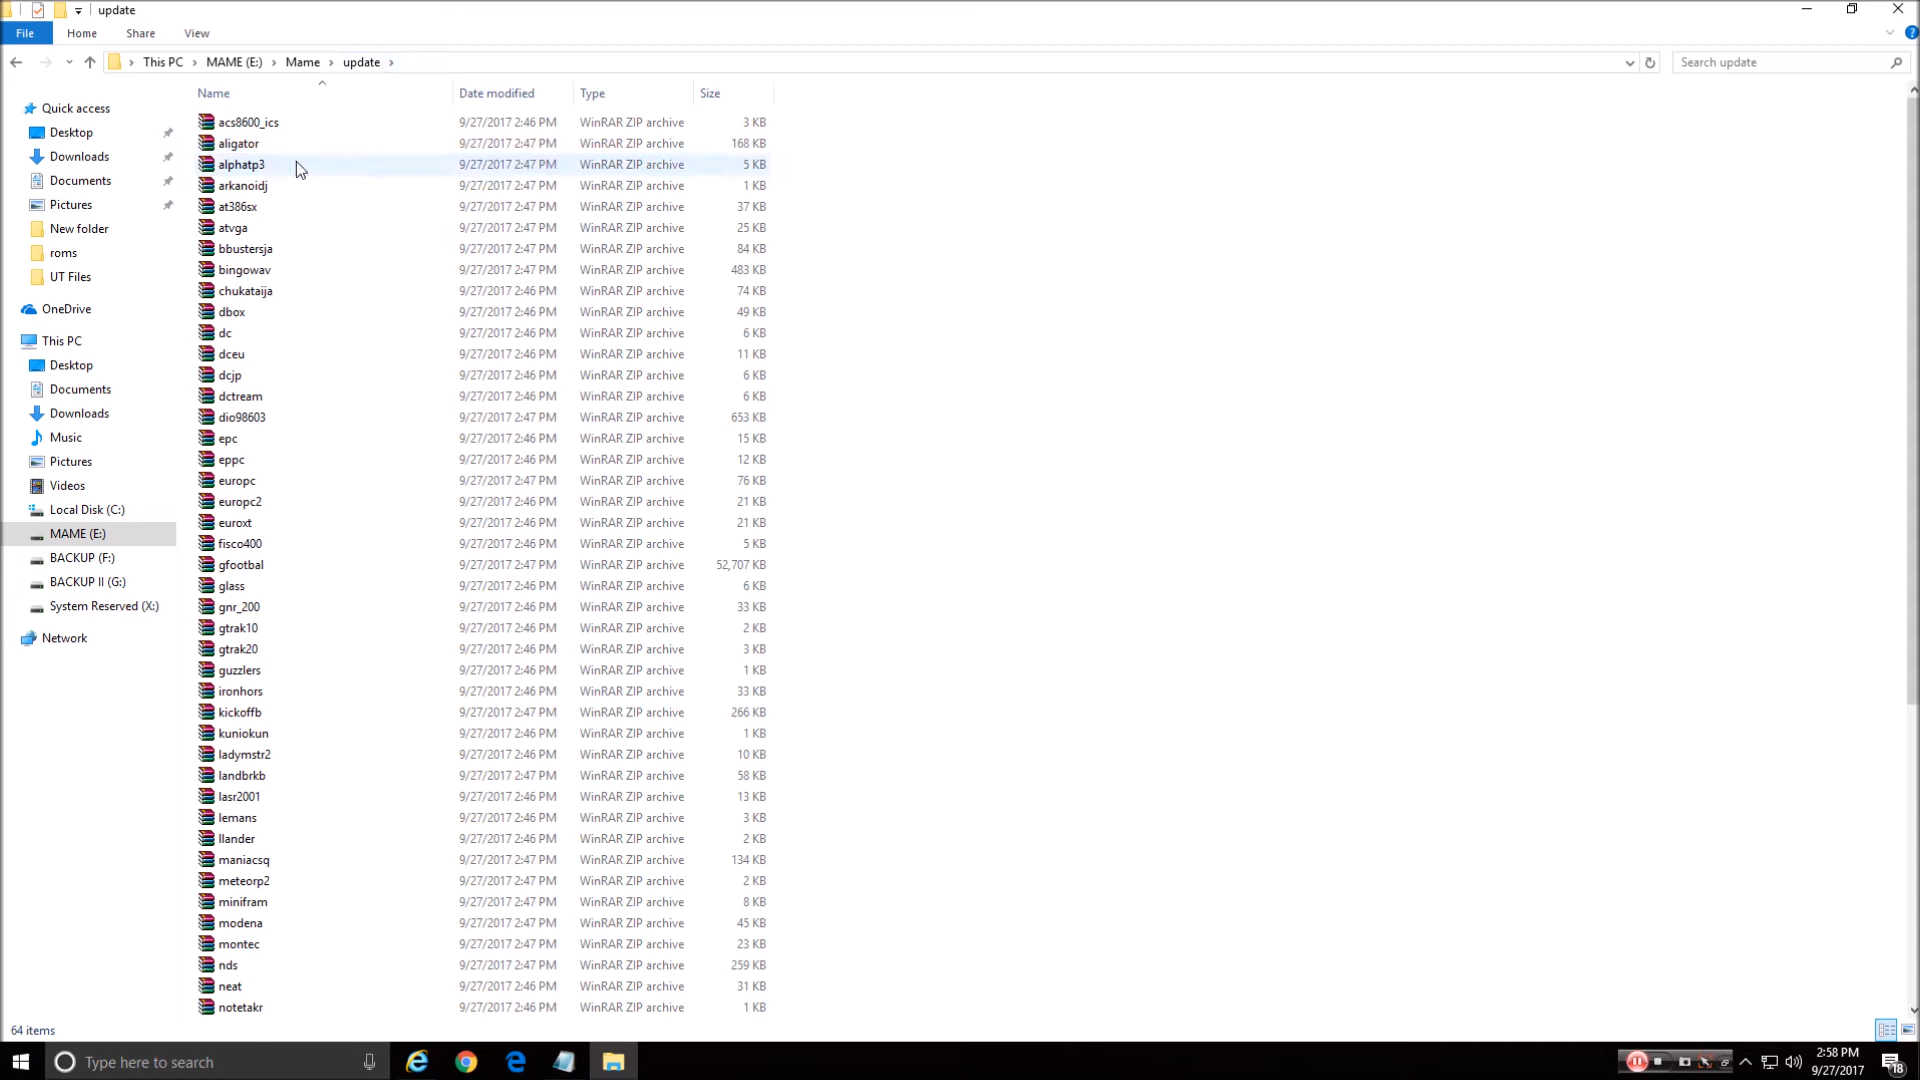 update
File Home Share View
This PC MAME (E:) Mame update
Search update
Name Date modified Type Size
Quick access
Desktop
Downloads
Documents
Pictures
New folder
roms
UT Files
OneDrive
This PC
Desktop
Documents
Downloads
Music
Pictures
Videos
Local Disk (C:)
MAME (E:)
BACKUP (F:)
BACKUP II (G:)
System Reserved (X:)
Network
acs8600_ics 9/27/2017 2:46 PM WinRAR ZIP archive 3 KB
aligator 9/27/2017 2:47 PM WinRAR ZIP archive 168 KB
alphatp3 9/27/2017 2:47 PM WinRAR ZIP archive 5 KB
arkanoidj 9/27/2017 2:47 PM WinRAR ZIP archive 1 KB
at386sx 9/27/2017 2:47 PM WinRAR ZIP archive 37 KB
atvga 9/27/2017 2:47 PM WinRAR ZIP archive 25 KB
bbustersja 9/27/2017 2:47 PM WinRAR ZIP archive 84 KB
bingowav 9/27/2017 2:47 PM WinRAR ZIP archive 483 KB
chukataija 9/27/2017 2:47 PM WinRAR ZIP archive 74 KB
dbox 9/27/2017 2:46 PM WinRAR ZIP archive 49 KB
dc 9/27/2017 2:46 PM WinRAR ZIP archive 6 KB
dceu 9/27/2017 2:46 PM WinRAR ZIP archive 11 KB
dcjp 9/27/2017 2:46 PM WinRAR ZIP archive 6 KB
dctream 9/27/2017 2:46 PM WinRAR ZIP archive 6 KB
dio98603 9/27/2017 2:47 PM WinRAR ZIP archive 653 KB
epc 9/27/2017 2:46 PM WinRAR ZIP archive 15 KB
eppc 9/27/2017 2:46 PM WinRAR ZIP archive 12 KB
europc 9/27/2017 2:46 PM WinRAR ZIP archive 76 KB
europc2 9/27/2017 2:46 PM WinRAR ZIP archive 21 KB
euroxt 9/27/2017 2:46 PM WinRAR ZIP archive 21 KB
fisco400 9/27/2017 2:46 PM WinRAR ZIP archive 5 KB
gfootbal 9/27/2017 2:47 PM WinRAR ZIP archive 52,707 KB
glass 9/27/2017 2:46 PM WinRAR ZIP archive 6 KB
gnr_200 9/27/2017 2:46 PM WinRAR ZIP archive 33 KB
gtrak10 9/27/2017 2:46 PM WinRAR ZIP archive 2 KB
gtrak20 9/27/2017 2:46 PM WinRAR ZIP archive 3 KB
guzzlers 9/27/2017 2:46 PM WinRAR ZIP archive 1 KB
ironhors 9/27/2017 2:46 PM WinRAR ZIP archive 33 KB
kickoffb 9/27/2017 2:46 PM WinRAR ZIP archive 266 KB
kuniokun 9/27/2017 2:46 PM WinRAR ZIP archive 1 KB
ladymstr2 9/27/2017 2:46 PM WinRAR ZIP archive 10 KB
landbrkb 9/27/2017 2:47 PM WinRAR ZIP archive 58 KB
lasr2001 9/27/2017 2:46 PM WinRAR ZIP archive 13 KB
lemans 9/27/2017 2:46 PM WinRAR ZIP archive 3 KB
llander 9/27/2017 2:46 PM WinRAR ZIP archive 2 KB
maniacsq 9/27/2017 2:47 PM WinRAR ZIP archive 134 KB
meteorp2 9/27/2017 2:47 PM WinRAR ZIP archive 2 KB
minifram 9/27/2017 2:46 PM WinRAR ZIP archive 8 KB
modena 9/27/2017 2:47 PM WinRAR ZIP archive 45 KB
montec 9/27/2017 2:46 PM WinRAR ZIP archive 23 KB
nds 9/27/2017 2:47 PM WinRAR ZIP archive 259 KB
neat 9/27/2017 2:46 PM WinRAR ZIP archive 31 KB
notetakr 9/27/2017 2:46 PM WinRAR ZIP archive 1 KB
64 items
Type here to search
2:58 PM
9/27/2017
18